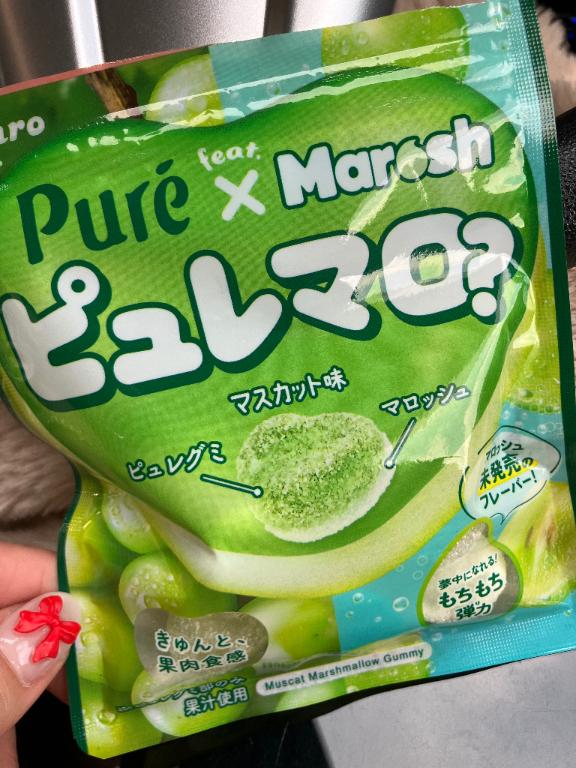 Puré feat. × Marosh
ピュレマロ?
マスカット味
ピュレグミ
マロッシュ
マロッシュ
未発売の
フレーバー!
夢中になれる!
もちもち
弾力
きゅんと、
果肉食感
果汁使用
Muscat Marshmallow Gummy